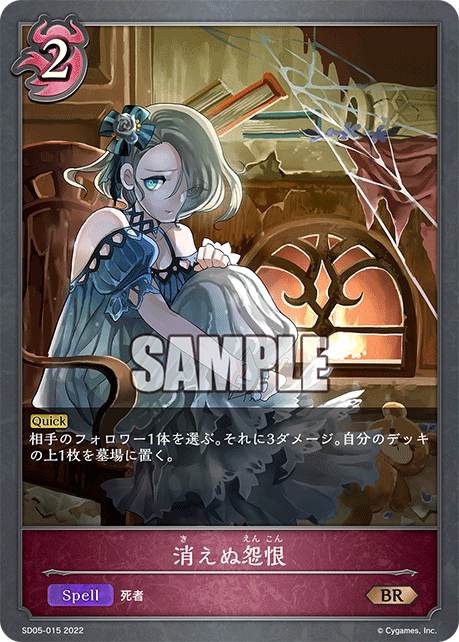 2
SAMPLE
Quick
相手のフォロワー1体を選ぶ。それに3ダメージ。自分のデッキ
の上1枚を墓場に置く。
き えんこん
消えぬ怨恨
Spell 死者 BR
SD05-015 2022 © Cygames, Inc.